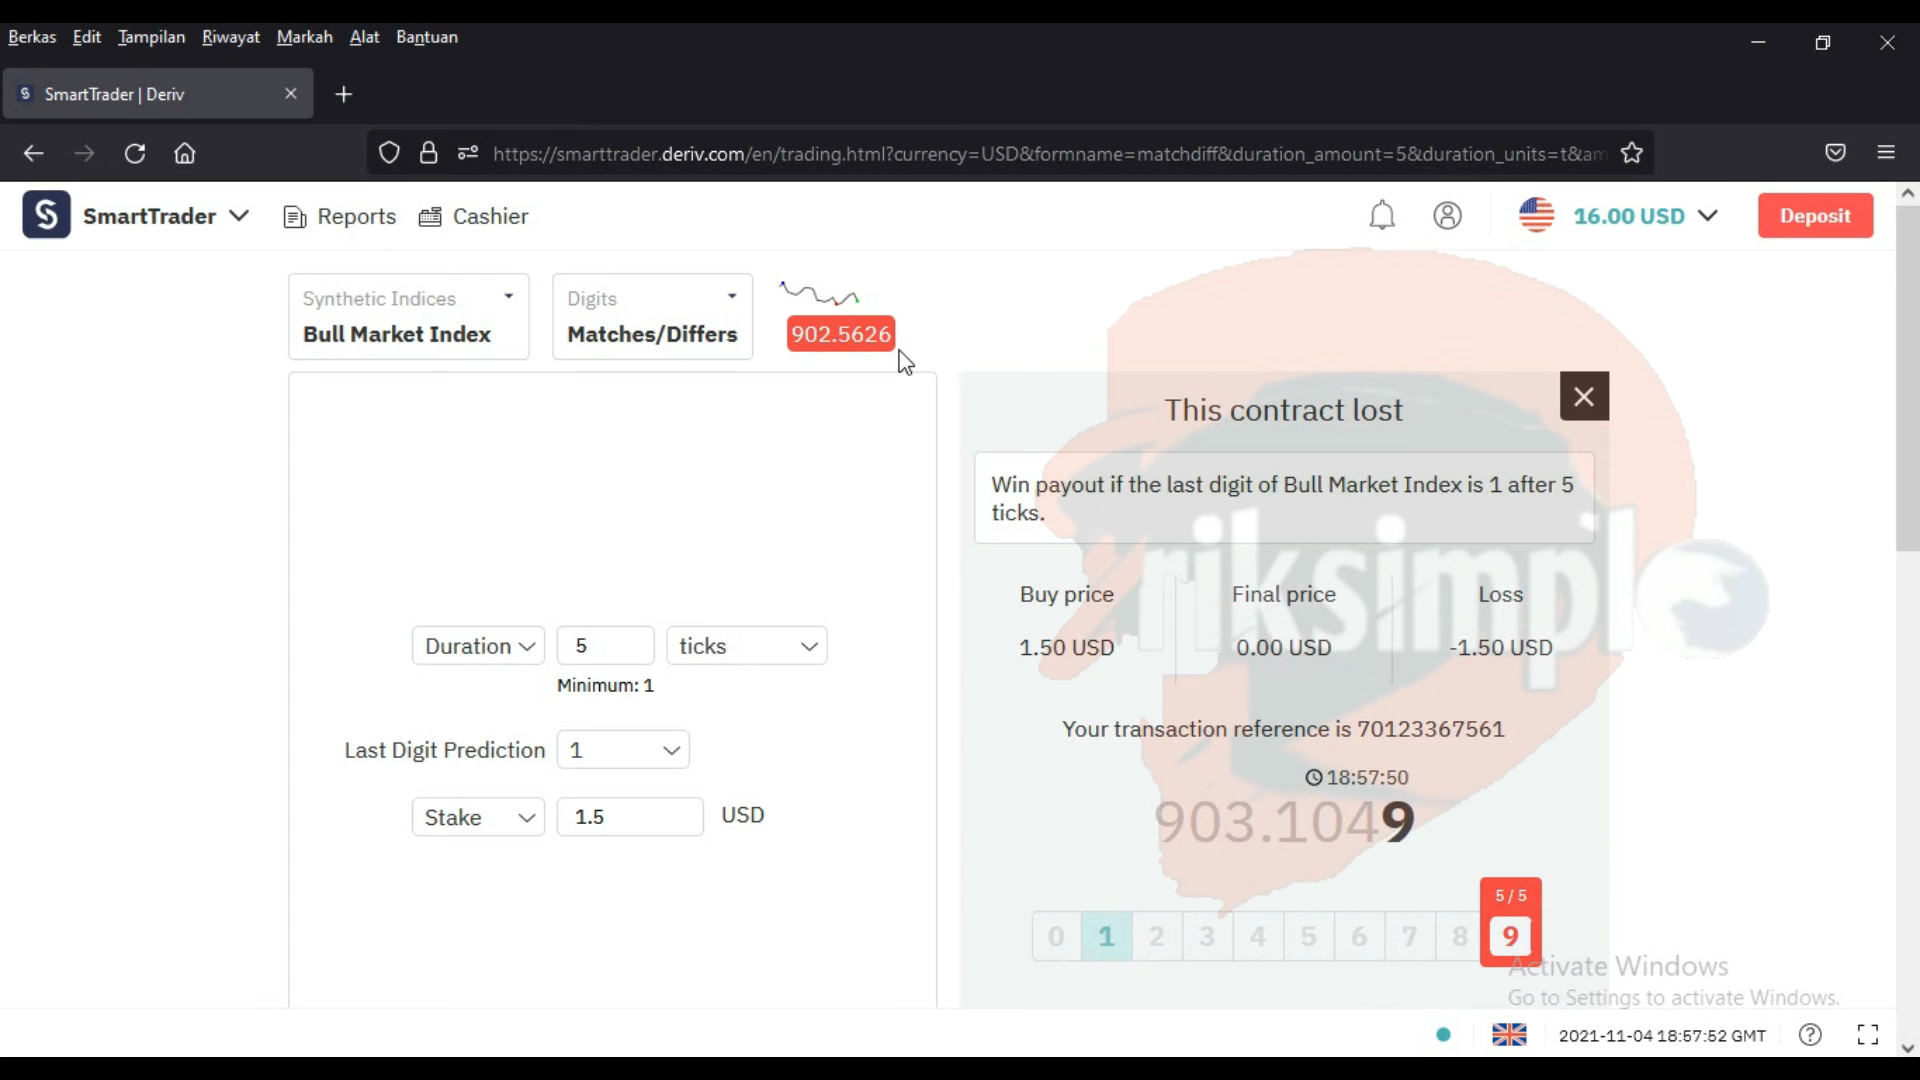 Berkas Edit Tampilan Riwayat Markah Alat Bantuan
SmartTrader | Deriv
https://smarttrader.deriv.com/en/trading.html?currency=USD&formname=matchdiff&duration_amount=5&duration_units=t&am
SmartTrader Reports Cashier 16.00 USD Deposit
Synthetic Indices
Bull Market Index
Digits
Matches/Differs
902.5626
Duration 5 ticks
Minimum: 1
Last Digit Prediction 1
Stake 1.5 USD
This contract lost
Win payout if the last digit of Bull Market Index is 1 after 5
ticks.
Buy price Final price Loss
1.50 USD 0.00 USD -1.50 USD
Your transaction reference is 70123367561
18:57:50
903.1049
5/5
0 1 2 3 4 5 6 7 8 9
riksimpl
Activate Windows
Go to Settings to activate Windows.
2021-11-04 18:57:52 GMT